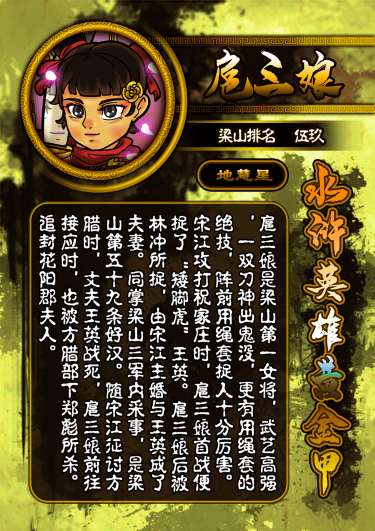 扈三娘
梁山排名 伍玖
地慧星
水浒英雄黄金甲
扈三娘是梁山第一女将，武艺高强
，一双刀神出鬼没，更有用绳套的
绝技，阵前用绳套捉人十分厉害。
宋江攻打祝家庄时，扈三娘首战便
捉了“矮脚虎”王英。扈三娘后被
林冲所捉，由宋江主婚与王英成了
夫妻。同掌梁山三军内采事，是梁
山第五十九条好汉。随宋江征讨方
腊时，丈夫王英战死，扈三娘前往
接应时，也被方腊部下郑彪所杀。
追封花阳郡夫人。